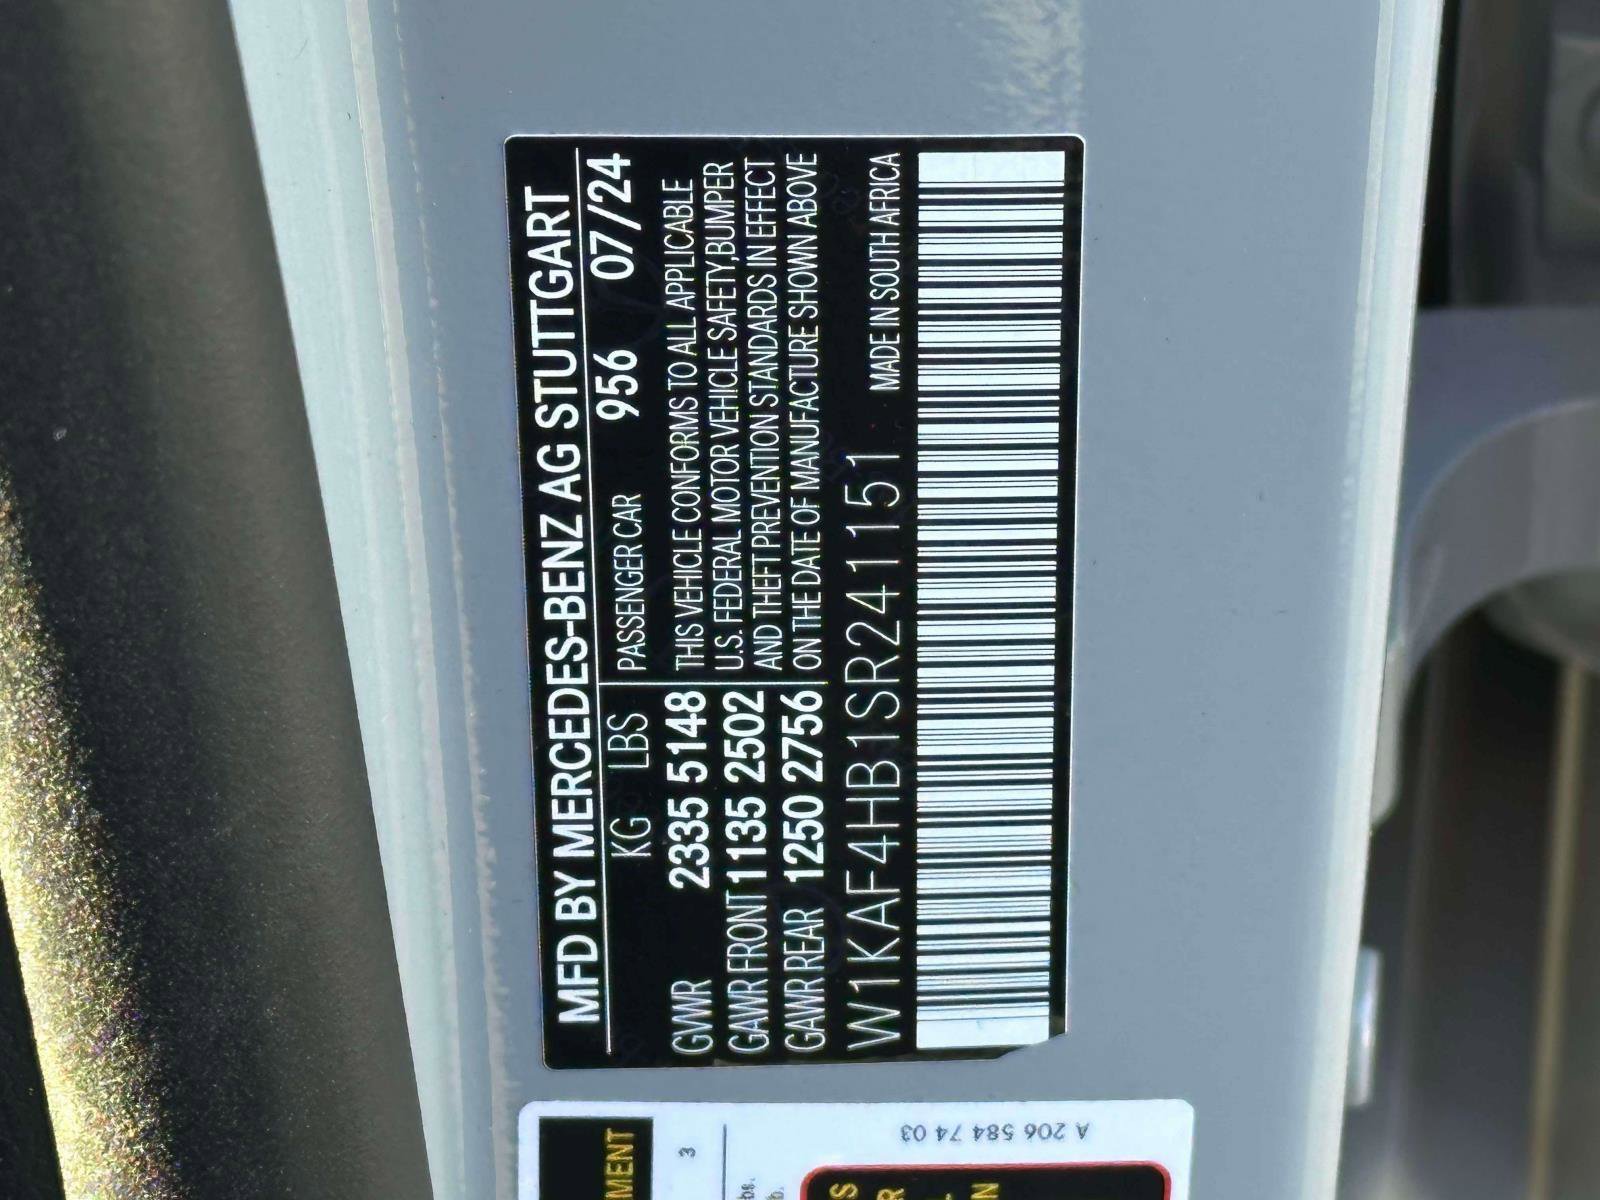 MFD BY MERCEDES-BENZ AG STUTTGART
KG LBS PASSENGER CAR 956 07/24
GVWR 2335 5148 THIS VEHICLE CONFORMS TO ALL APPLICABLE
U.S. FEDERAL MOTOR VEHICLE SAFETY,BUMPER
GAWR FRONT 1135 2502 AND THEFT PREVENTION STANDARDS IN EFFECT
GAWR REAR 1250 2756 ON THE DATE OF MANUFACTURE SHOWN ABOVE
W1KAF4HB1SR241151 MADE IN SOUTH AFRICA
MENT
3
A 206 584 74 03